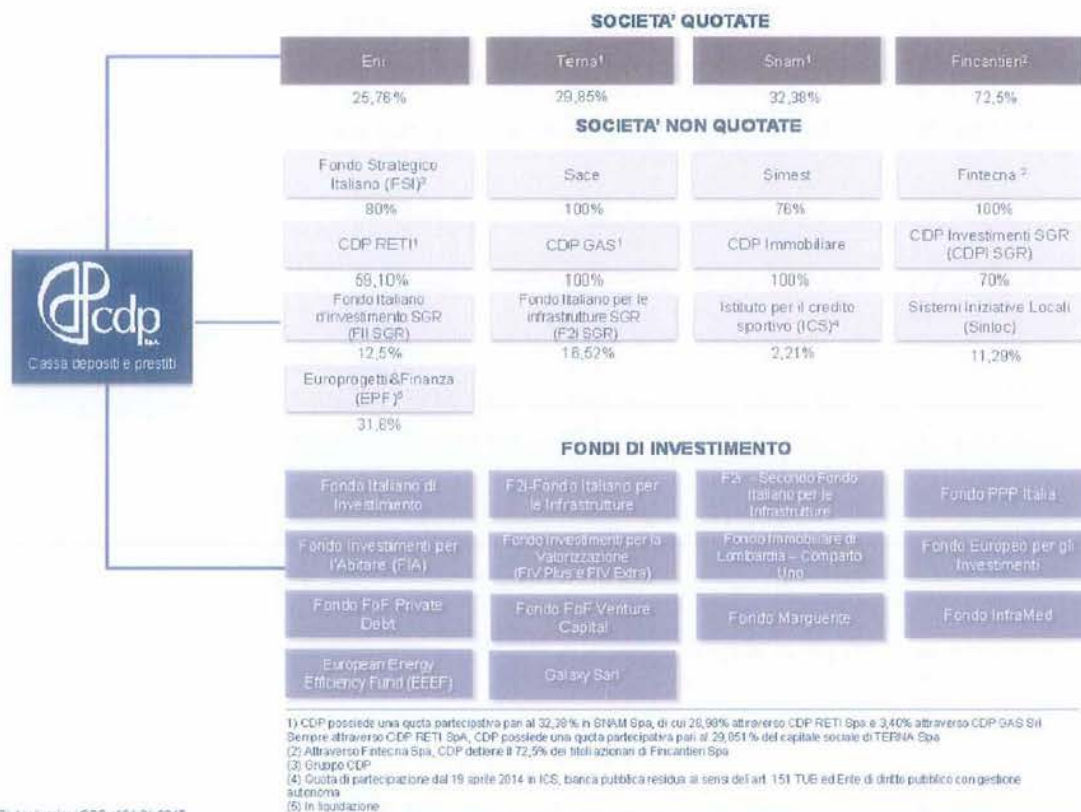 SOCIETA' QUOTATE
Eni
Terna¹
Snam¹
Fincantieri²
25,76%
29,85%
32,38%
72,5%
SOCIETA' NON QUOTATE
Fondo Strategico
Italiano (FSI)³
Sace
Simest
Fintecna ²
80%
100%
76%
100%
CDP RETI¹
CDP GAS¹
CDP Immobiliare
CDP Investimenti SGR
(CDPI SGR)
59,10%
100%
100%
70%
cdp
Cassa depositi e prestiti
Fondo Italiano
d'investimento SGR
(FII SGR)
Fondo Italiano per le
infrastrutture SGR
(F2i SGR)
Istituto per il credito
sportivo (ICS)⁴
Sistemi Iniziative Locali
(Sinloc)
12,5%
16,52%
2,21%
11,29%
Europrogetti&Finanza
(EPF)⁵
31,8%
FONDI DI INVESTIMENTO
Fondo Italiano di
Investimento
F2i-Fondo Italiano per
le Infrastrutture
F2i – Secondo Fondo
Italiano per le
Infrastrutture
Fondo PPP Italia
Fondo Investimenti per
l'Abitare (FIA)
Fondo Investimenti per la
Valorizzazione
(FIV Plus e FIV Extra)
Fondo Immobiliare di
Lombardia – Comparto
Uno
Fondo Europeo per gli
Investimenti
Fondo FoF Private
Debt
Fondo FoF Venture
Capital
Fondo Marguerite
Fondo InfraMed
European Energy
Efficiency Fund (EEEF)
Galaxy Sarl
1) CDP possiede una quota partecipativa pari al 32,38% in SNAM Spa, di cui 28,98% attraverso CDP RETI Spa e 3,40% attraverso CDP GAS Srl
Sempre attraverso CDP RETI SpA, CDP possiede una quota partecipativa pari al 29,851% del capitale sociale di TERNA Spa
(2) Attraverso Fintecna Spa, CDP detiene il 72,5% dei titoli azionari di Fincantieri Spa
(3) Gruppo CDP
(4) Quota di partecipazione dal 19 aprile 2014 in ICS, banca pubblica residua ai sensi dell art. 151 TUB ed Ente di diritto pubblico con gestione
autonoma
(5) In liquidazione